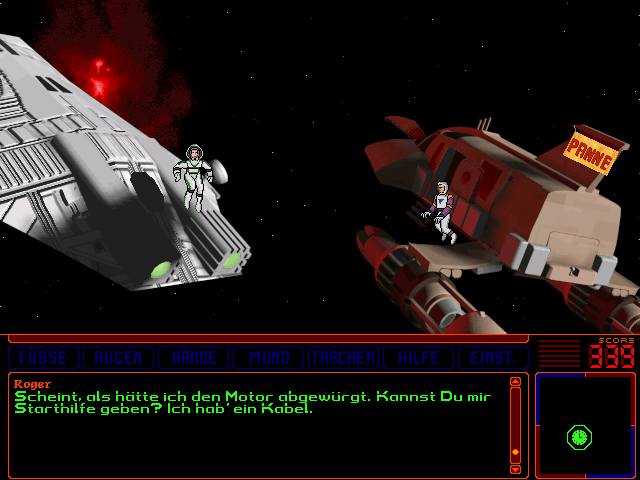 PANNE
SCORE
339
FÜSSE AUGEN HÄNDE MUND TASCHEN HILFE EINST.
Roger
Scheint, als hätte ich den Motor abgewürgt. Kannst Du mir
Starthilfe geben? Ich hab' ein Kabel.